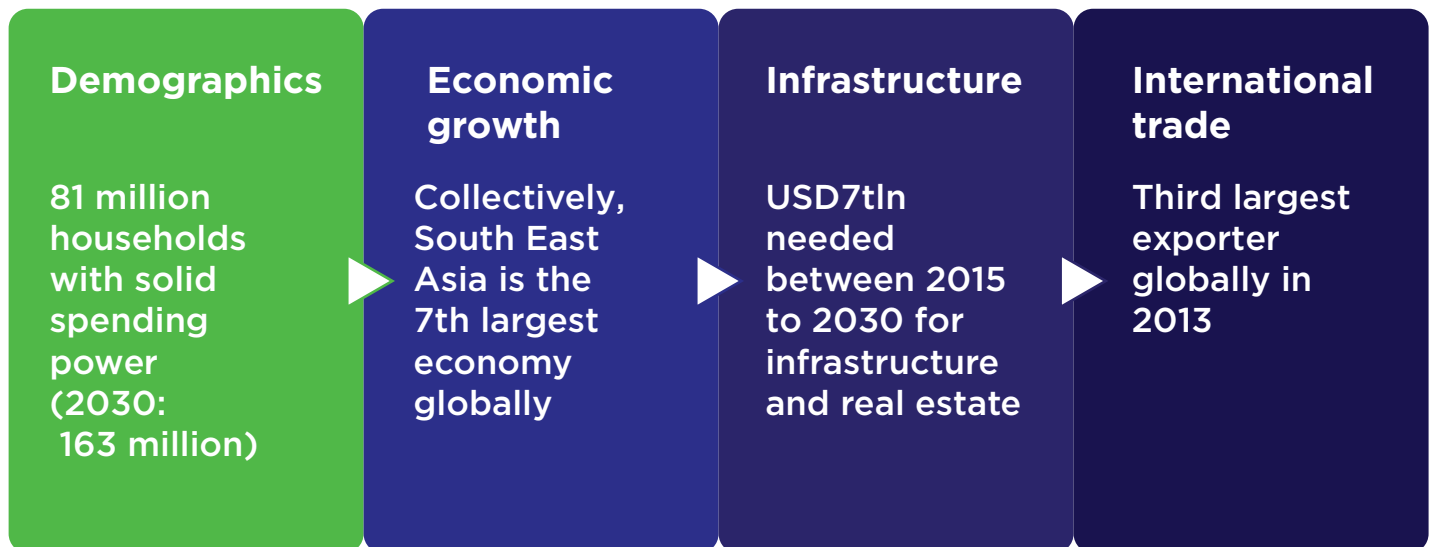 Demographics
81 million
households
with solid
spending
power
(2030:
163 million)
Economic
growth
Collectively,
South East
Asia is the
7th largest
economy
globally
Infrastructure
USD7tln
needed
between 2015
to 2030 for
infrastructure
and real estate
International
trade
Third largest
exporter
globally in
2013